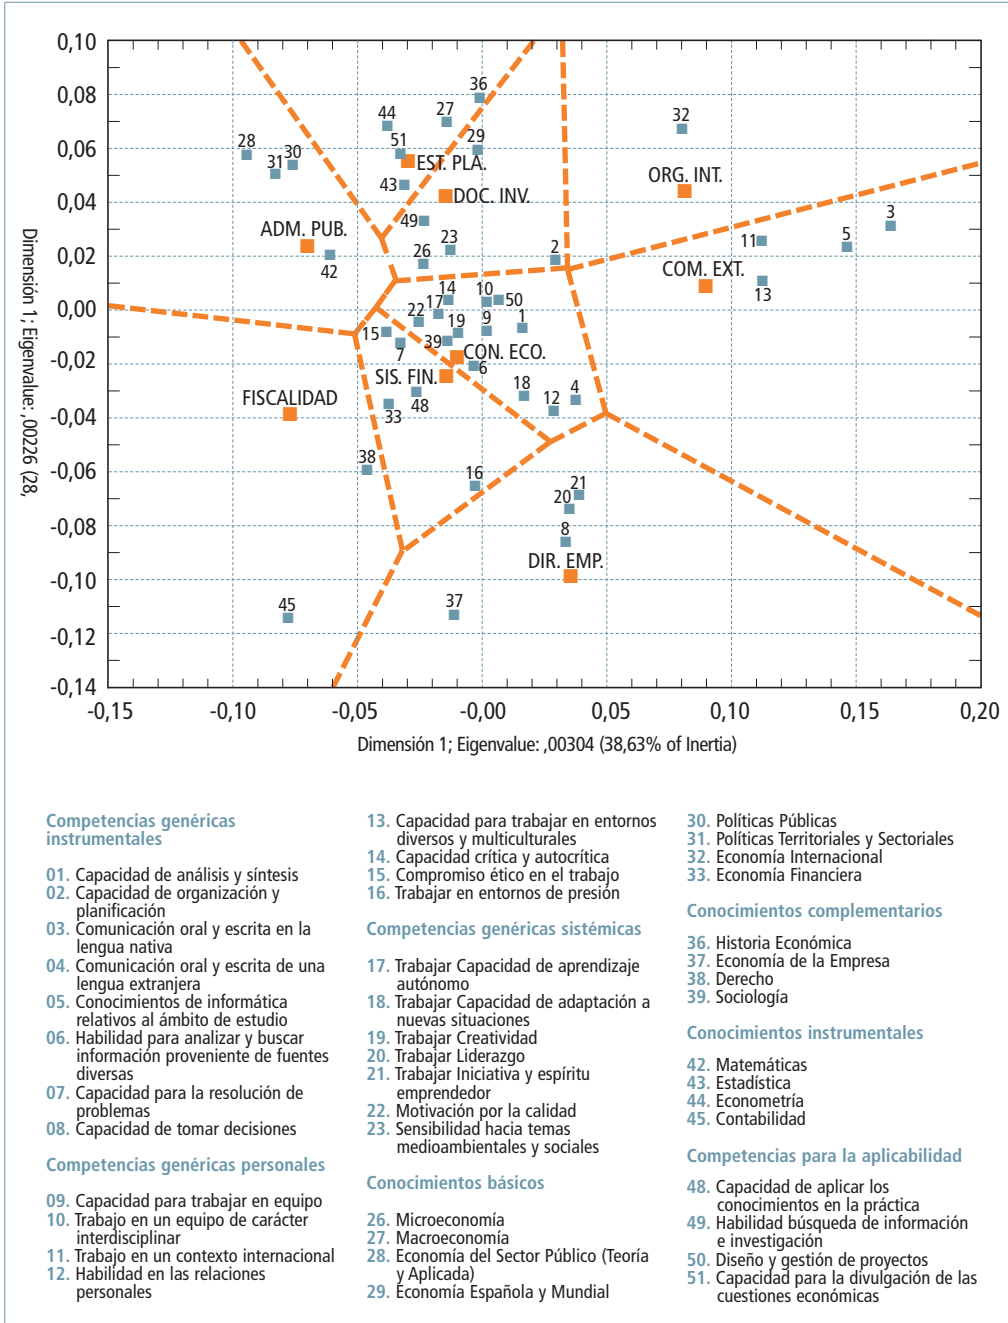 0,10
0,08
0,06
0,04
0,02
0,00
-0,02
-0,04
-0,06
-0,08
-0,10
-0,12
-0,14
-0,15
-0,10
-0,05
-0,00
0,05
0,10
0,15
0,20
Dimensión 1; Eigenvalue: ,00226 (28,
Dimensión 1; Eigenvalue: ,00304 (38,63% of Inertia)
36
44
27
32
28
31
30
51
29
EST. PLA.
43
DOC. INV.
ORG. INT.
49
3
ADM. PUB.
42
26
23
2
11
5
COM. EXT.
13
14
10
50
17
22
19
9
1
15
7
39
CON. ECO.
6
SIS. FIN.
FISCALIDAD
33
48
18
12
4
38
16
21
20
8
DIR. EMP.
45
37
Competencias genéricas
instrumentales
01. Capacidad de análisis y síntesis
02. Capacidad de organización y
planificación
03. Comunicación oral y escrita en la
lengua nativa
04. Comunicación oral y escrita de una
lengua extranjera
05. Conocimientos de informática
relativos al ámbito de estudio
06. Habilidad para analizar y buscar
información proveniente de fuentes
diversas
07. Capacidad para la resolución de
problemas
08. Capacidad de tomar decisiones
Competencias genéricas personales
09. Capacidad para trabajar en equipo
10. Trabajo en un equipo de carácter
interdisciplinar
11. Trabajo en un contexto internacional
12. Habilidad en las relaciones
personales
13. Capacidad para trabajar en entornos
diversos y multiculturales
14. Capacidad crítica y autocrítica
15. Compromiso ético en el trabajo
16. Trabajar en entornos de presión
Competencias genéricas sistémicas
17. Trabajar Capacidad de aprendizaje
autónomo
18. Trabajar Capacidad de adaptación a
nuevas situaciones
19. Trabajar Creatividad
20. Trabajar Liderazgo
21. Trabajar Iniciativa y espíritu
emprendedor
22. Motivación por la calidad
23. Sensibilidad hacia temas
medioambientales y sociales
Conocimientos básicos
26. Microeconomía
27. Macroeconomía
28. Economía del Sector Público (Teoría
y Aplicada)
29. Economía Española y Mundial
30. Políticas Públicas
31. Políticas Territoriales y Sectoriales
32. Economía Internacional
33. Economía Financiera
Conocimientos complementarios
36. Historia Económica
37. Economía de la Empresa
38. Derecho
39. Sociología
Conocimientos instrumentales
42. Matemáticas
43. Estadística
44. Econometría
45. Contabilidad
Competencias para la aplicabilidad
48. Capacidad de aplicar los
conocimientos en la práctica
49. Habilidad búsqueda de información
e investigación
50. Diseño y gestión de proyectos
51. Capacidad para la divulgación de las
cuestiones económicas